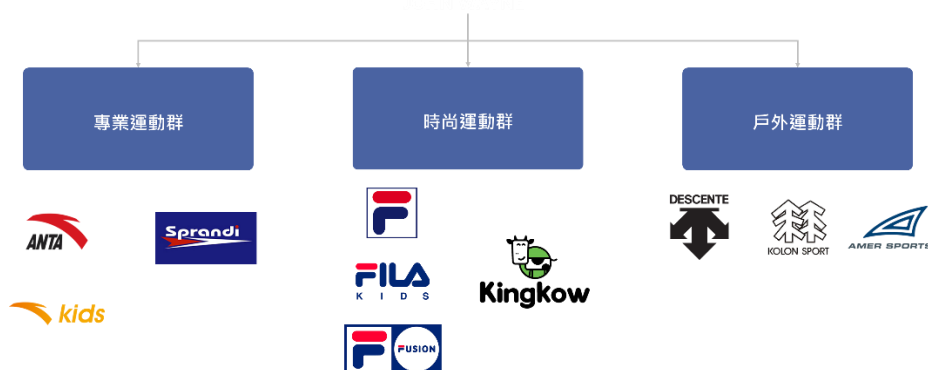 專業運動群
時尚運動群
戶外運動群
ANTA
Sprandi
kids
F
FILA
KIDS
F FUSION
KingKow
DESCENTE
KOLON SPORT
AMER SPORTS